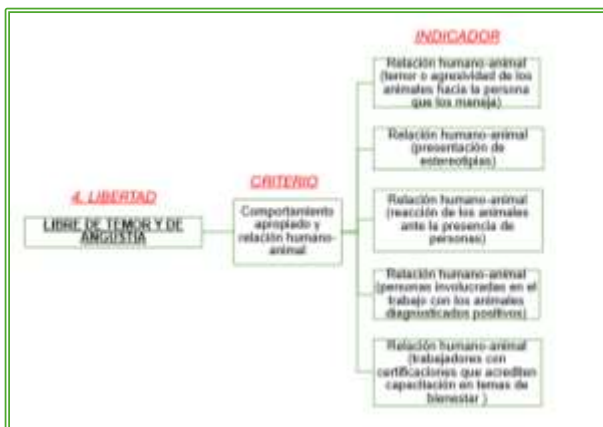 INDICADOR
Relación humano-animal
(temor o agresividad de los
animales hacia la persona
que los maneja)
Relación humano-animal
(presentación de
estereotipias)
4. LIBERTAD
LIBRE DE TEMOR Y DE
ANGUSTIA
CRITERIO
Comportamiento
apropiado y
relación humano-
animal
Relación humano-animal
(reacción de los animales
ante la presencia de
personas)
Relación humano-animal
(personas involucradas en el
trabajo con los animales
diagnosticados positivos)
Relación humano-animal
(trabajadores con
certificaciones que acrediten
capacitación en temas de
bienestar )